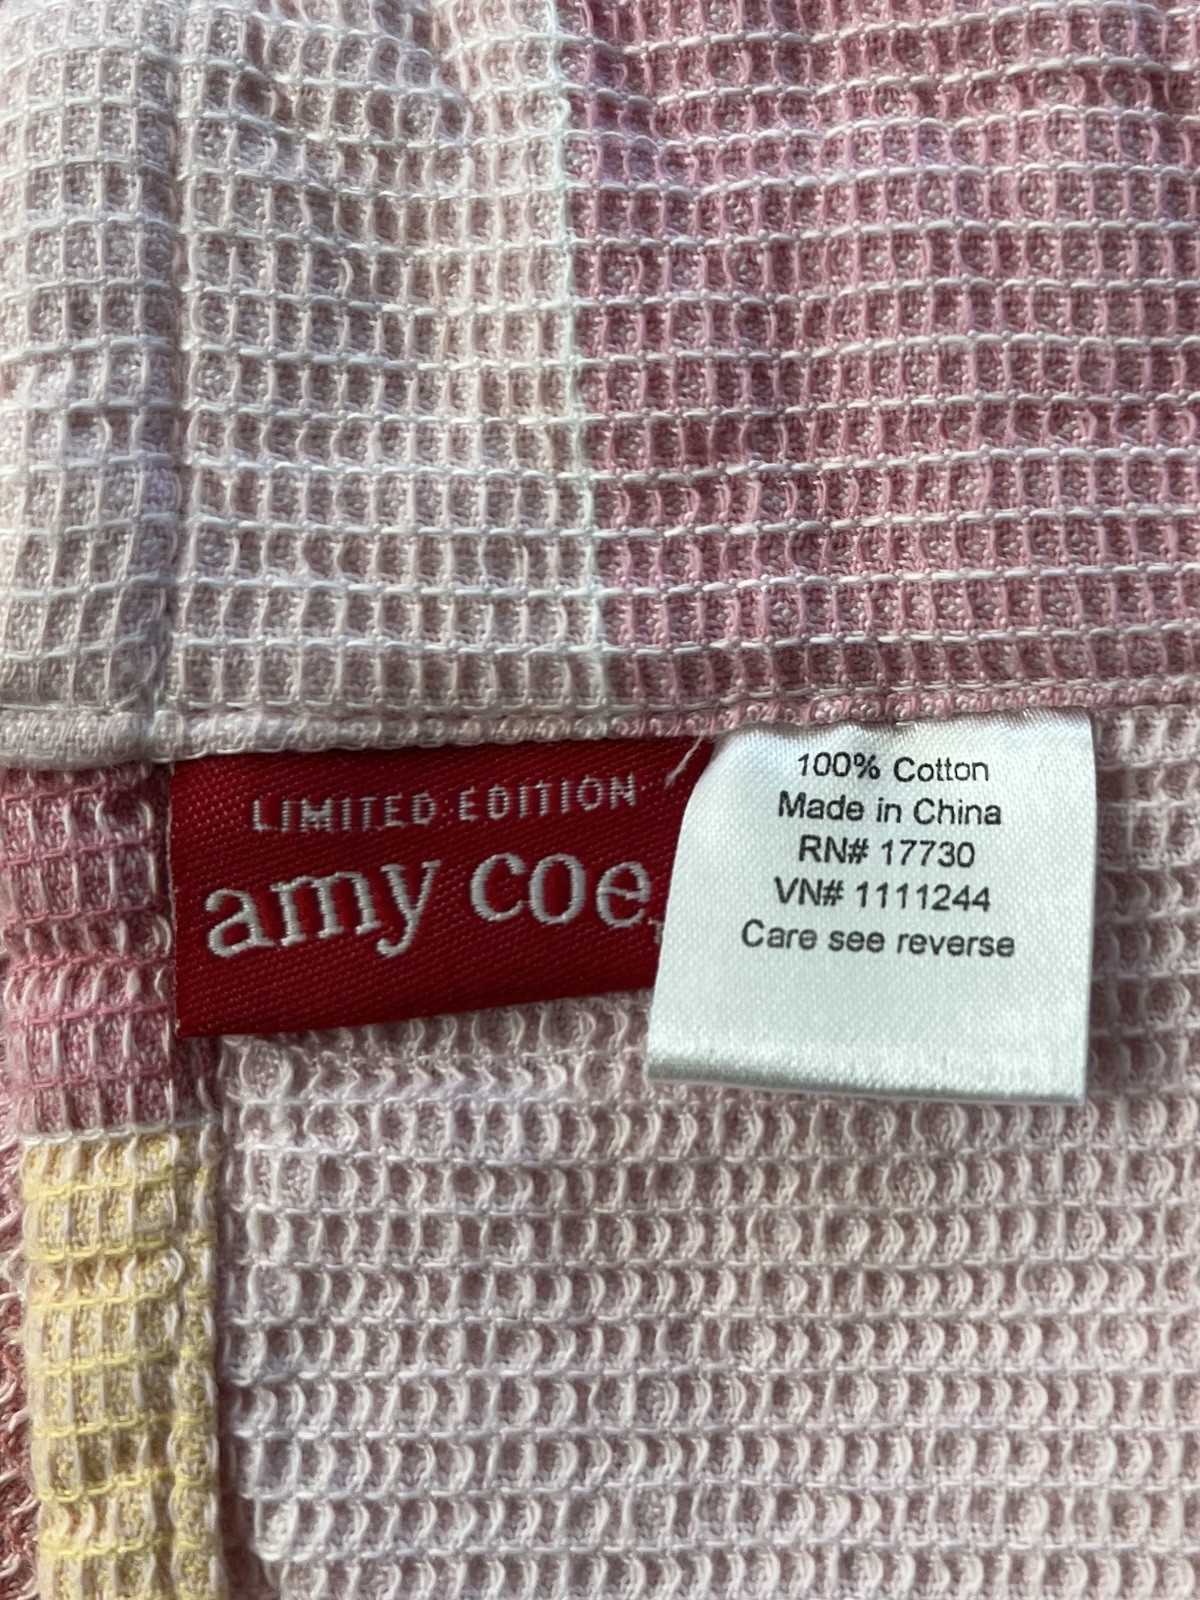 LIMITED EDITION
amy coe
100% Cotton
Made in China
RN# 17730
VN# 1111244
Care see reverse